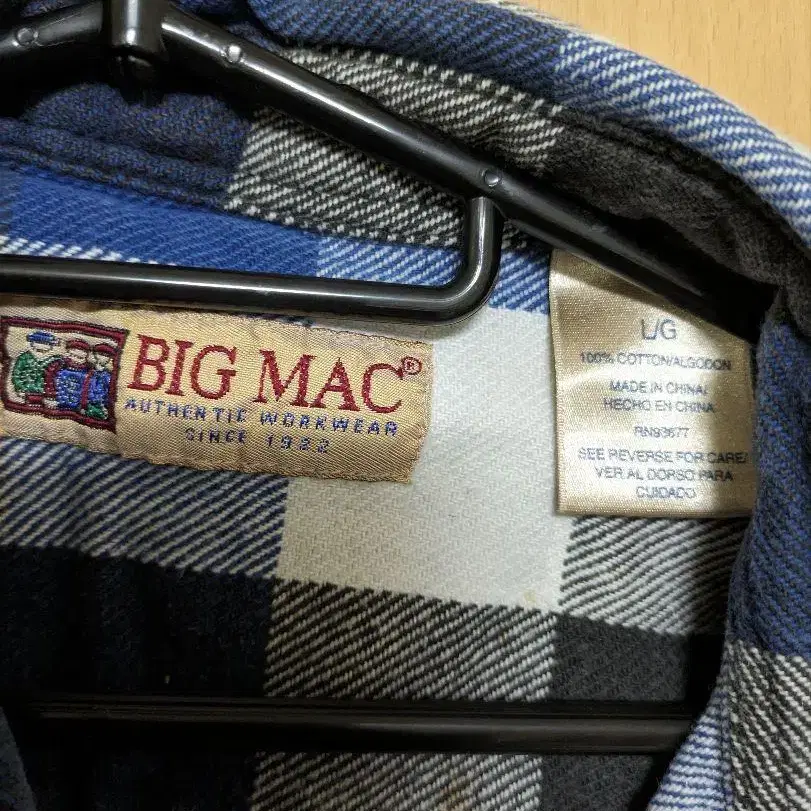 BIG MAC®
AUTHENTIC WORKWEAR
SINCE 1922
L/G
100% COTTON/ALGODON
MADE IN CHINA/
HECHO EN CHINA
RN93677
SEE REVERSE FOR CARE/
VER AL DORSO PARA
CUIDADO